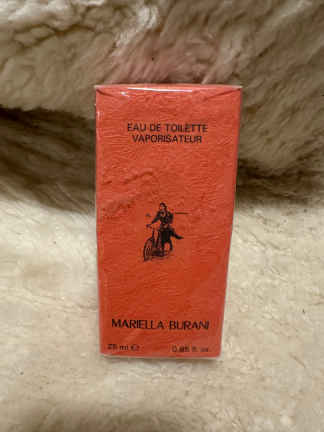 EAU DE TOILETTE
VAPORISATEUR
MARIELLA BURANI
25 ml ℮ 0.85 fl. oz.